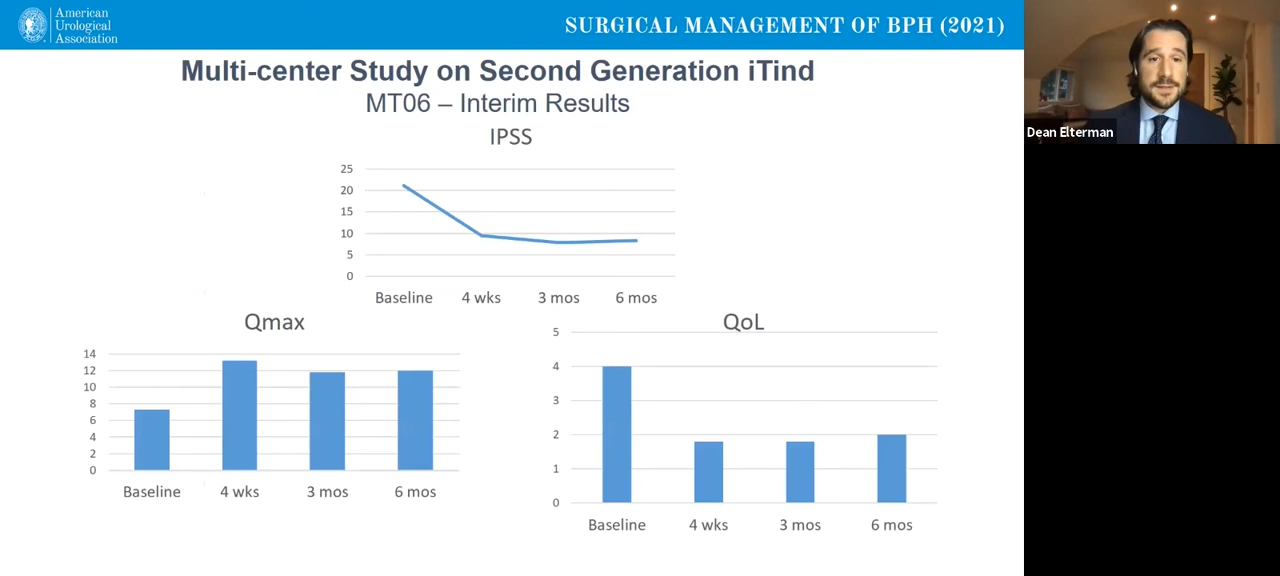 American
Urological
Association
SURGICAL MANAGEMENT OF BPH (2021)
Multi-center Study on Second Generation iTind
MT06 – Interim Results
IPSS
25
20
15
10
5
0
Baseline 4 wks 3 mos 6 mos
Qmax
14
12
10
8
6
4
2
0
Baseline 4 wks 3 mos 6 mos
QoL
5
4
3
2
1
0
Baseline 4 wks 3 mos 6 mos
Dean Elterman